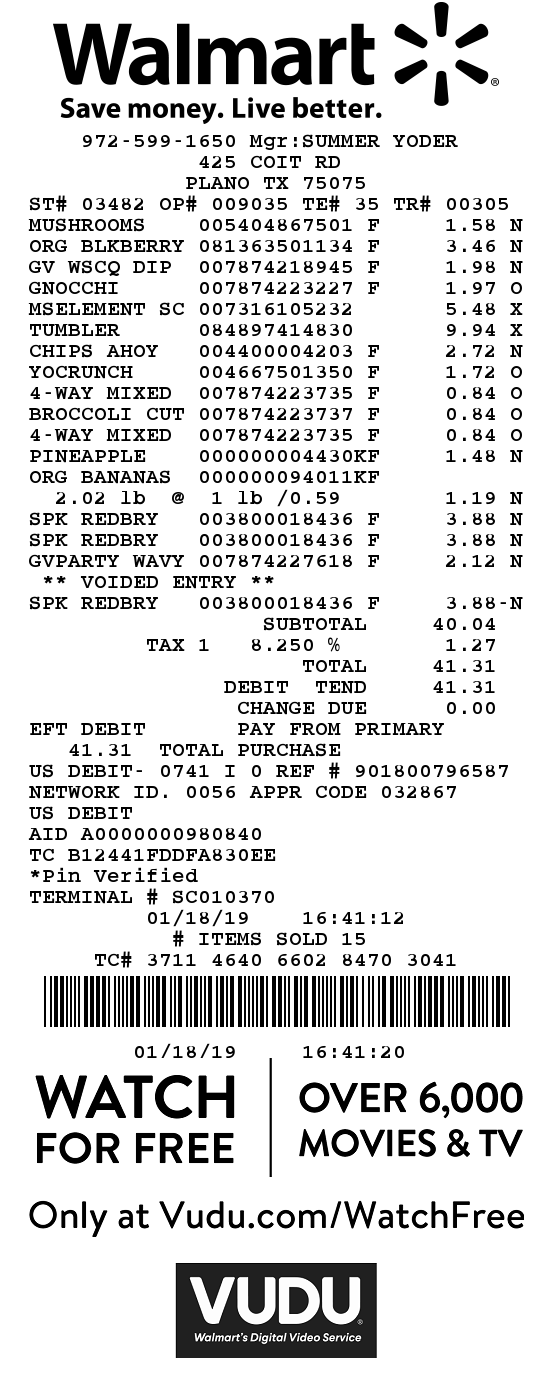 Walmart
Save money. Live better.
972-599-1650 Mgr:SUMMER YODER
425 COIT RD
PLANO TX 75075
ST# 03482 OP# 009035 TE# 35 TR# 00305
MUSHROOMS 005404867501 F 1.58 N
ORG BLKBERRY 081363501134 F 3.46 N
GV WSCQ DIP 007874218945 F 1.98 N
GNOCCHI 007874223227 F 1.97 O
MSELEMENT SC 007316105232 5.48 X
TUMBLER 084897414830 9.94 X
CHIPS AHOY 004400004203 F 2.72 N
YOCRUNCH 004667501350 F 1.72 O
4-WAY MIXED 007874223735 F 0.84 O
BROCCOLI CUT 007874223737 F 0.84 O
4-WAY MIXED 007874223735 F 0.84 O
PINEAPPLE 000000004430KF 1.48 N
ORG BANANAS 000000094011KF
2.02 lb @ 1 lb /0.59 1.19 N
SPK REDBRY 003800018436 F 3.88 N
SPK REDBRY 003800018436 F 3.88 N
GVPARTY WAVY 007874227618 F 2.12 N
** VOIDED ENTRY **
SPK REDBRY 003800018436 F 3.88-N
SUBTOTAL 40.04
TAX 1 8.250 % 1.27
TOTAL 41.31
DEBIT TEND 41.31
CHANGE DUE 0.00
EFT DEBIT PAY FROM PRIMARY
41.31 TOTAL PURCHASE
US DEBIT- 0741 I 0 REF # 901800796587
NETWORK ID. 0056 APPR CODE 032867
US DEBIT
AID A0000000980840
TC B12441FDDFA830EE
*Pin Verified
TERMINAL # SC010370
01/18/19 16:41:12
# ITEMS SOLD 15
TC# 3711 4640 6602 8470 3041
01/18/19 16:41:20
WATCH
FOR FREE
OVER 6,000
MOVIES & TV
Only at Vudu.com/WatchFree
VUDU
Walmart's Digital Video Service